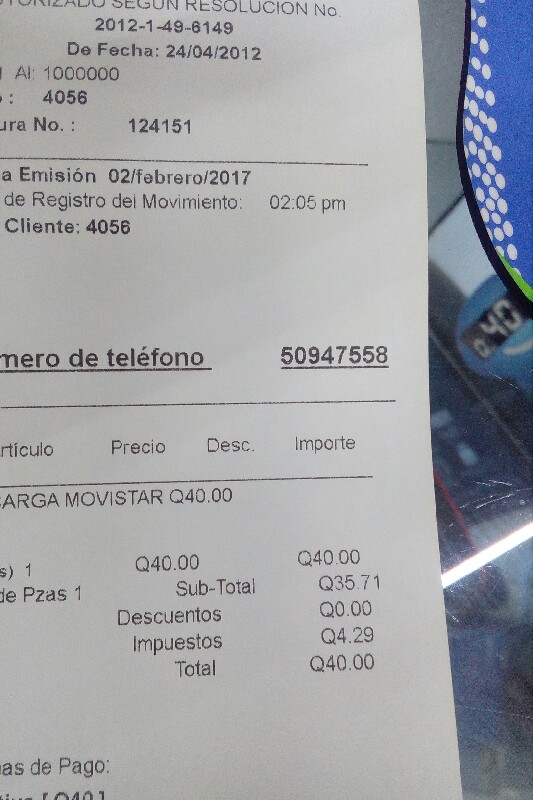 TORIZADO SEGUN RESOLUCION No.
2012-1-49-6149
De Fecha: 24/04/2012
Al: 1000000
o : 4056
ura No. : 124151
a Emisión 02/febrero/2017
de Registro del Movimiento: 02:05 pm
Cliente: 4056
mero de teléfono 50947558
rtículo Precio Desc. Importe
CARGA MOVISTAR Q40.00
s) 1 Q40.00 Q40.00
de Pzas 1 Sub-Total Q35.71
Descuentos Q0.00
Impuestos Q4.29
Total Q40.00
nas de Pago:
tivo [ Q40 ]